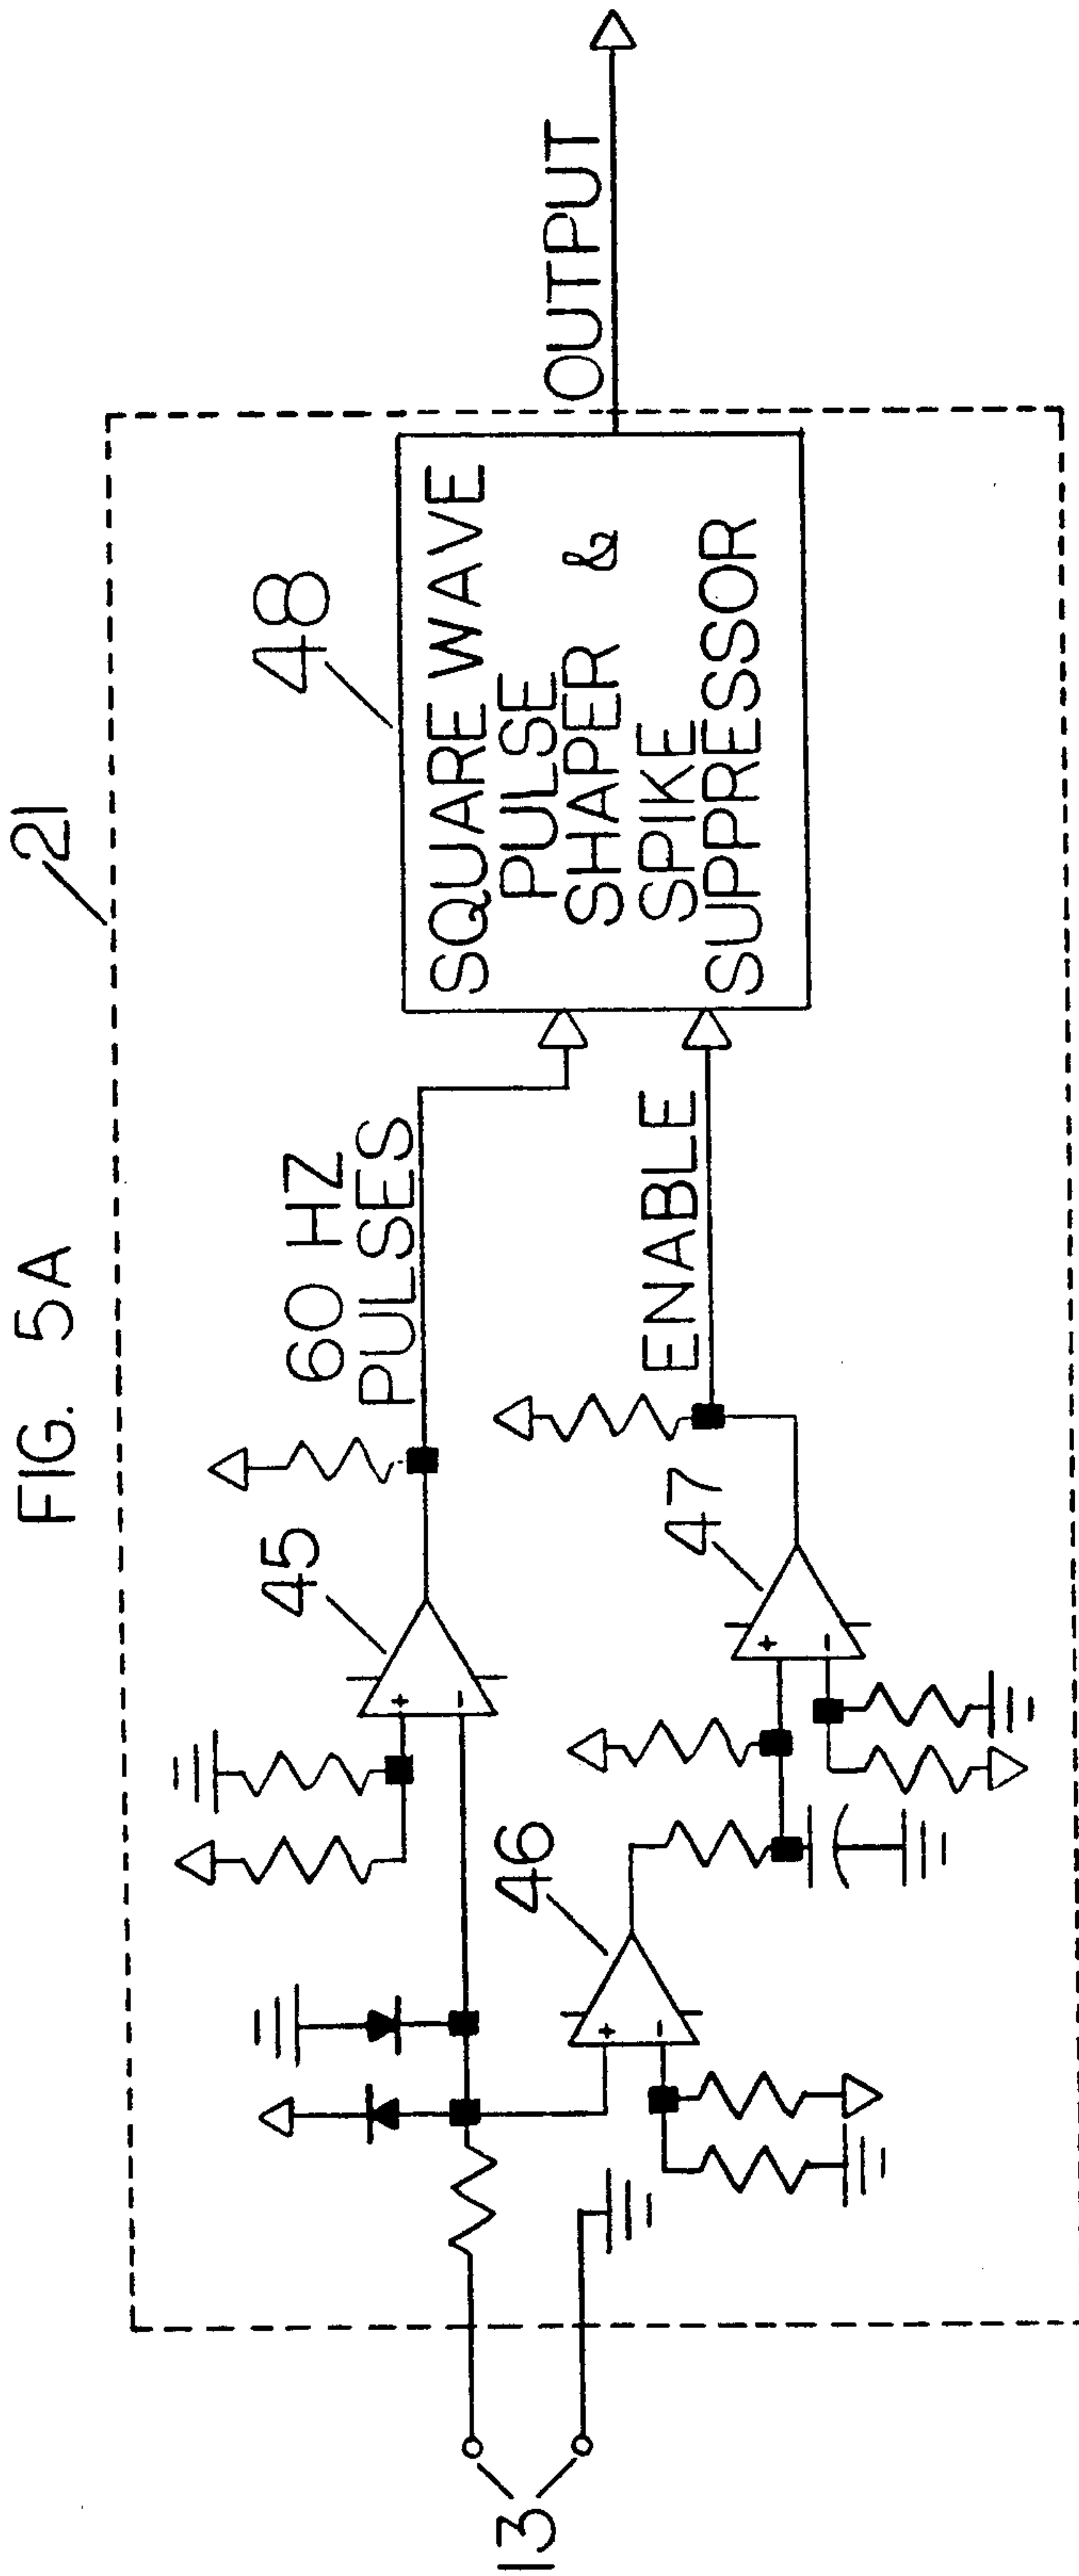 FIG. 5A
21
48
45
60 HZ
PULSES
SQUARE WAVE
PULSE
SHAPER &
SPIKE
SUPPRESSOR
OUTPUT
13
46
47
ENABLE
+
-
+
-
+
-